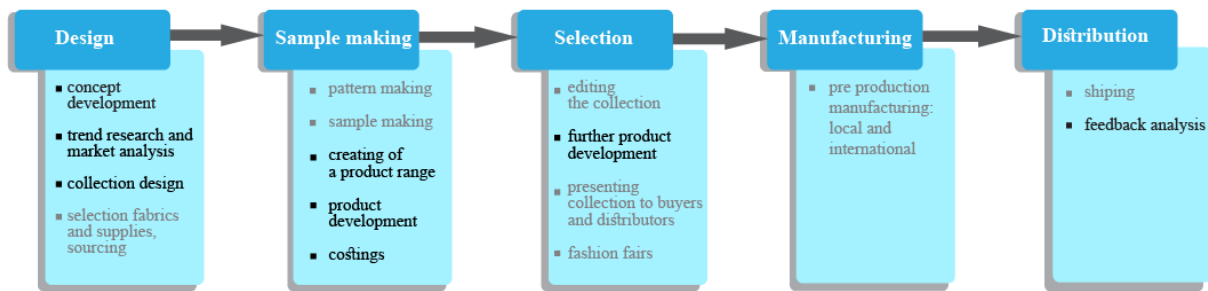 Design
concept
development
trend research and
market analysis
collection design
selection fabrics
and supplies,
sourcing
Sample making
pattern making
sample making
creating of
a product range
product
development
costings
Selection
editing
the collection
further product
development
presenting
collection to buyers
and distributors
fashion fairs
Manufacturing
pre production
manufacturing:
local and
international
Distribution
shiping
feedback analysis